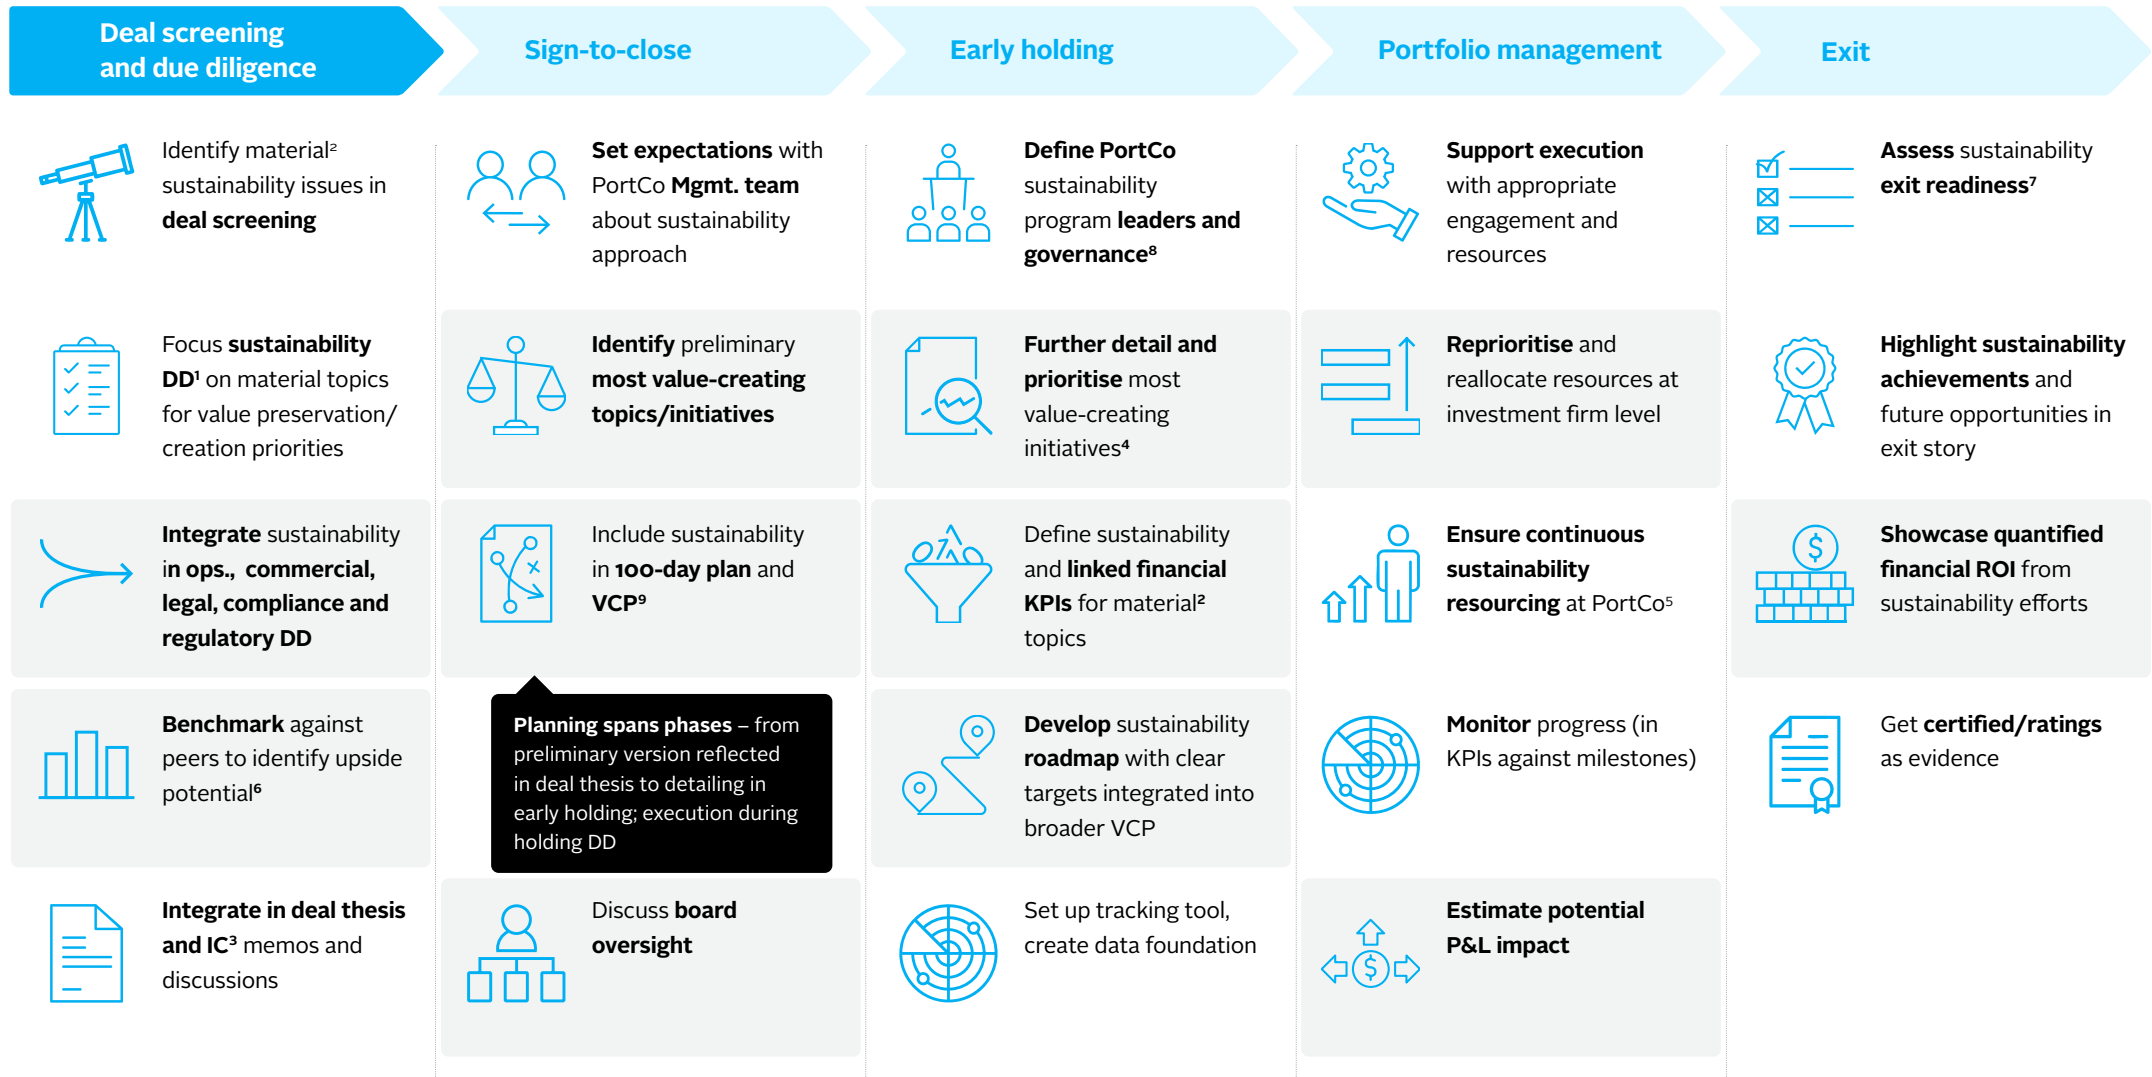 Deal screening
and due diligence
Sign-to-close
Early holding
Portfolio management
Exit
Identify material²
sustainability issues in
deal screening
Focus sustainability
DD¹ on material topics
for value preservation/
creation priorities
Integrate sustainability
in ops., commercial,
legal, compliance and
regulatory DD
Benchmark against
peers to identify upside
potential⁶
Integrate in deal thesis
and IC³ memos and
discussions
Set expectations with
PortCo Mgmt. team
about sustainability
approach
Identify preliminary
most value-creating
topics/initiatives
Include sustainability
in 100-day plan and
VCP⁹
Planning spans phases – from
preliminary version reflected
in deal thesis to detailing in
early holding; execution during
holding DD
Discuss board
oversight
Define PortCo
sustainability
program leaders and
governance⁸
Further detail and
prioritise most
value-creating
initiatives⁴
Define sustainability
and linked financial
KPIs for material²
topics
Develop sustainability
roadmap with clear
targets integrated into
broader VCP
Set up tracking tool,
create data foundation
Support execution
with appropriate
engagement and
resources
Reprioritise and
reallocate resources at
investment firm level
Ensure continuous
sustainability
resourcing at PortCo⁵
Monitor progress (in
KPIs against milestones)
Estimate potential
P&L impact
Assess sustainability
exit readiness⁷
Highlight sustainability
achievements and
future opportunities in
exit story
Showcase quantified
financial ROI from
sustainability efforts
Get certified/ratings
as evidence